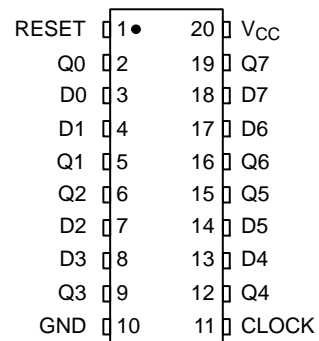 RESET 1 20 VCC
Q0 2 19 Q7
D0 3 18 D7
D1 4 17 D6
Q1 5 16 Q6
Q2 6 15 Q5
D2 7 14 D5
D3 8 13 D4
Q3 9 12 Q4
GND 10 11 CLOCK